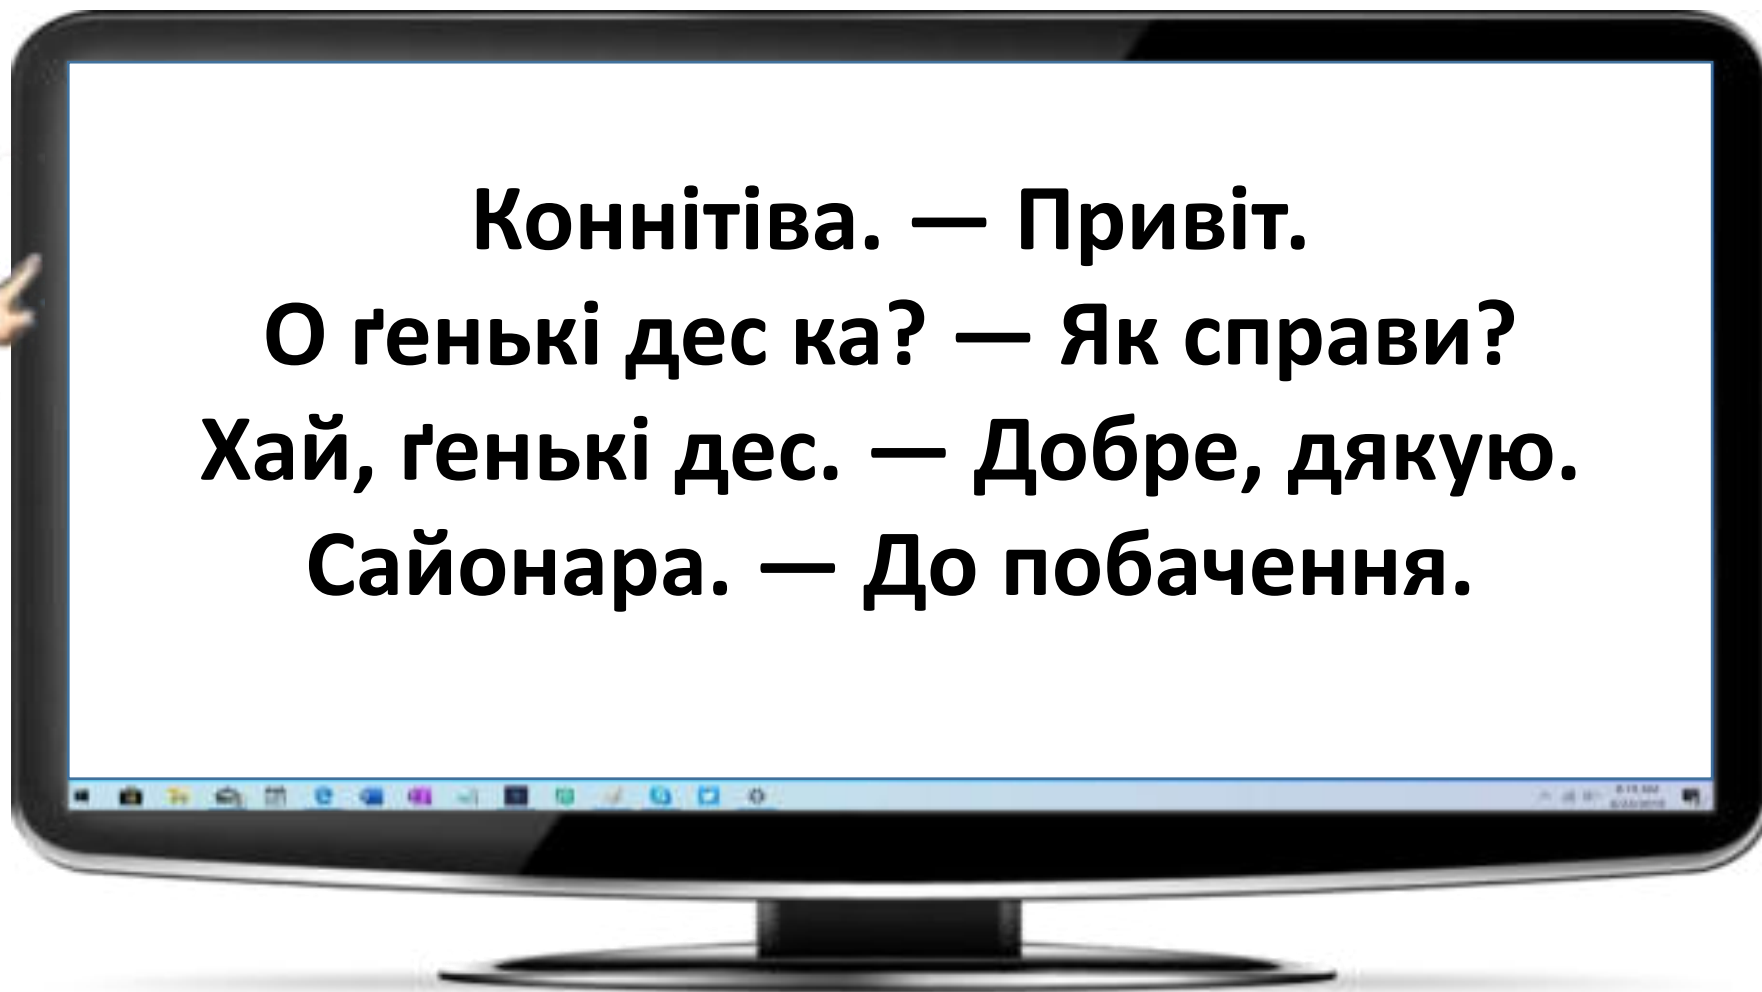 Коннітіва. — Привіт.
О ґенькі дес ка? — Як справи?
Хай, ґенькі дес. — Добре, дякую.
Сайонара. — До побачення.